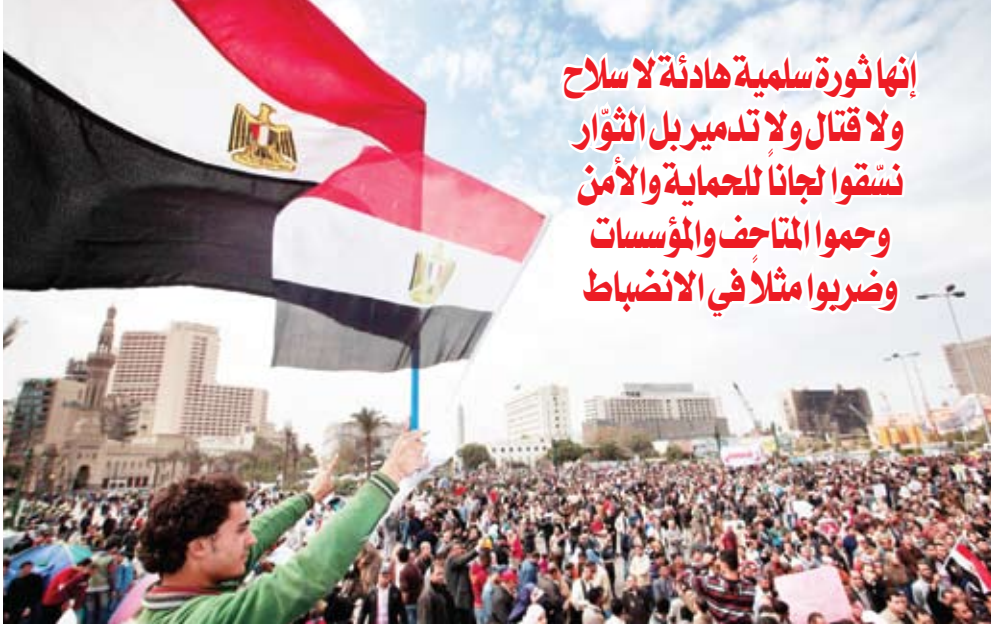 إنها ثورة سلمية هادئة لا سلاح
ولا قتال ولا تدمير بل الثوّار
نسّقوا لجاناً للحماية والأمن
وحموا المتاحف والمؤسسات
وضربوا مثلاً في الانضباط